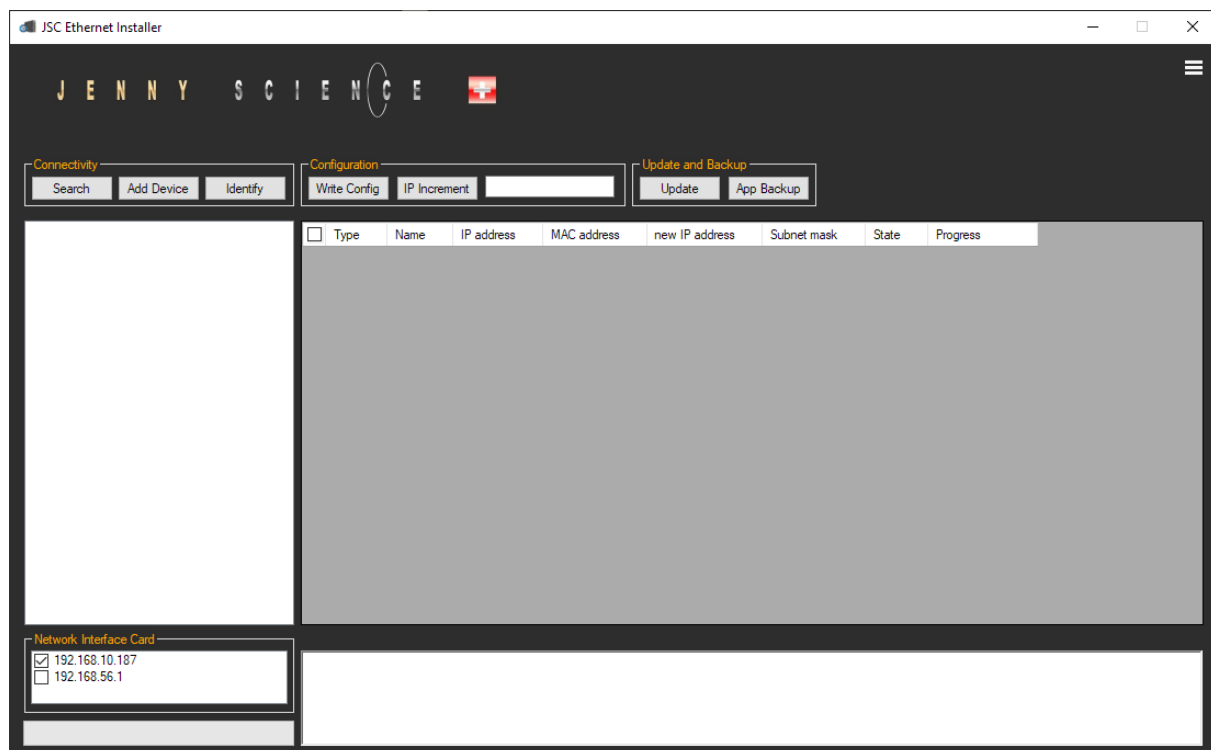 JSC Ethernet Installer
JENNY SCIENCE
Connectivity
Search Add Device Identify
Configuration
Write Config IP Increment
Update and Backup
Update App Backup
Type Name IP address MAC address new IP address Subnet mask State Progress
Network Interface Card
192.168.10.187
192.168.56.1